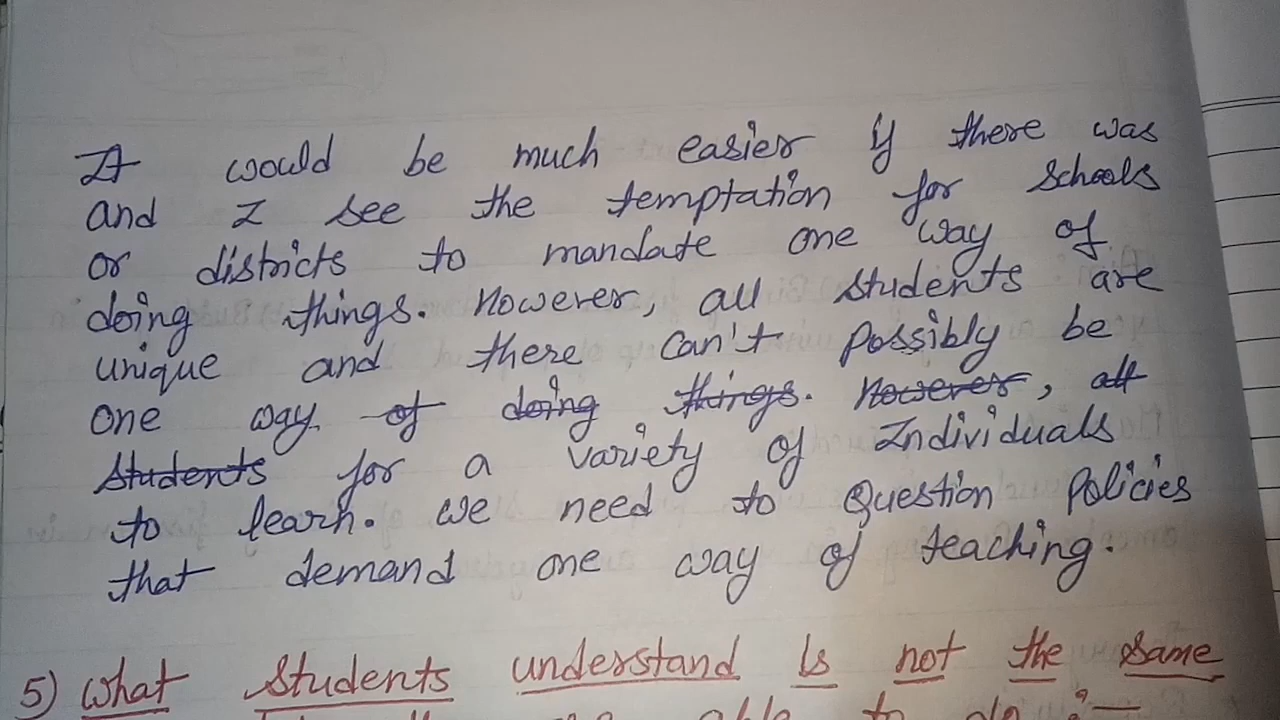 It would be much easier if there was
and I see the temptation for Schools
or districts to mandate one way of
doing things. However, all students are
unique and there can't possibly be
one way of doing things. However, all
students for a variety of Individuals
to learn. We need to Question Policies
that demand one way of teaching.
5) What Students understand Is not the same
able to do :-